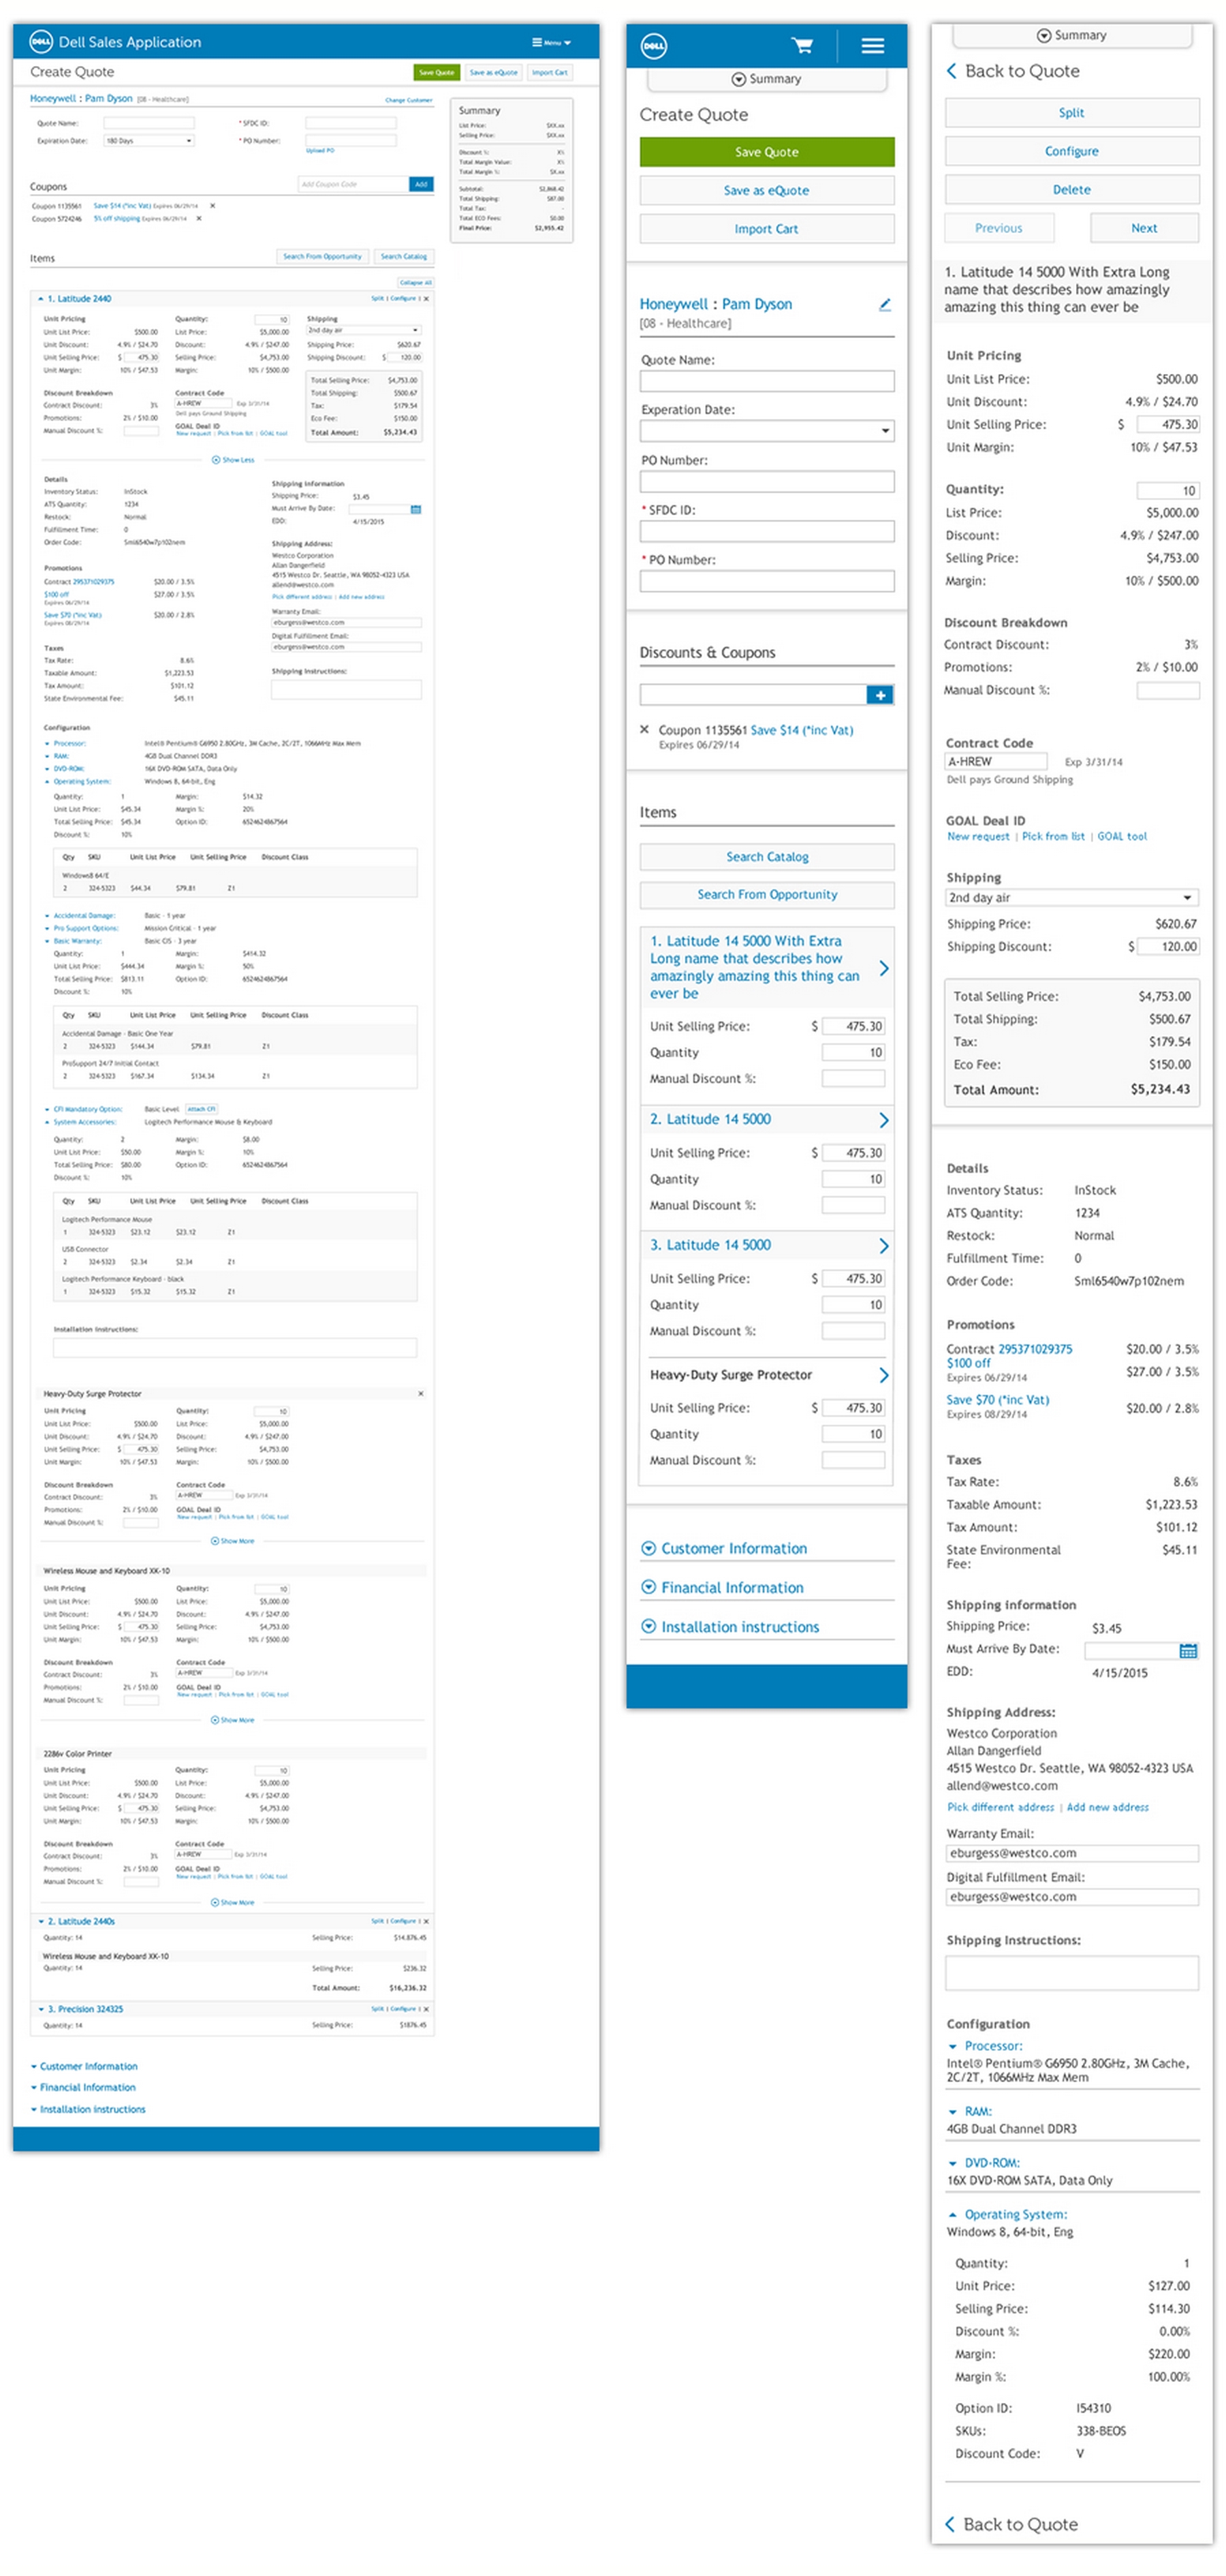 DELL Dell Sales Application Menu
Create Quote Save Quote Save as eQuote Import Cart
Honeywell : Pam Dyson [08 - Healthcare] Change Customer
Quote Name: * SFDC ID:
Expiration Date: 180 Days * PO Number:
Upload PO
Coupons Add Coupon Code Add
Coupon 1135561 Save $14 (*inc Vat) Expires 06/29/14 ×
Coupon 5724246 5% off shipping Expires 06/29/14 ×
Items Search From Opportunity Search Catalog
Collapse All
Summary
List Price: $XX.xx
Selling Price: $XX.xx
Discount %: X%
Total Margin Value: X%
Total Margin %: $X.xx
Subtotal: $2,868.42
Total Shipping: $87.00
Total Tax: -
Total ECO Fees: $0.00
Final Price: $2,955.42
1. Latitude 2440 Split | Configure | ×
Unit Pricing Quantity: 10 Shipping
Unit List Price: $500.00 List Price: $5,000.00 2nd day air
Unit Discount: 4.9% / $24.70 Discount: 4.9% / $247.00 Shipping Price: $620.67
Unit Selling Price: $ 475.30 Selling Price: $4,753.00 Shipping Discount: $ 120.00
Unit Margin: 10% / $47.53 Margin: 10% / $500.00
Total Selling Price: $4,753.00
Total Shipping: $500.67
Tax: $179.54
Eco Fee: $150.00
Total Amount: $5,234.43
Discount Breakdown Contract Code
Contract Discount: 3% A-HREW Exp 3/31/14
Dell pays Ground Shipping
Promotions: 2% / $10.00 GOAL Deal ID
Manual Discount %: New request | Pick from list | GOAL tool
Show Less
Details
Inventory Status: InStock
ATS Quantity: 1234
Restock: Normal
Fulfillment Time: 0
Order Code: Sml6540w7p102nem
Promotions
Contract 295371029375 $20.00 / 3.5%
$100 off $27.00 / 3.5%
Expires 06/29/14
Save $70 (*inc Vat) $20.00 / 2.8%
Expires 08/29/14
Taxes
Tax Rate: 8.6%
Taxable Amount: $1,223.53
Tax Amount: $101.12
State Environmental Fee: $45.11
Shipping Information
Shipping Price: $3.45
Must Arrive By Date:
EDD: 4/15/2015
Shipping Address:
Westco Corporation
Allan Dangerfield
4515 Westco Dr. Seattle, WA 98052-4323 USA
allend@westco.com
Pick different address | Add new address
Warranty Email:
eburgess@westco.com
Digital Fulfillment Email:
eburgess@westco.com
Shipping Instructions:
Configuration
Processor: Intel® Pentium® G6950 2.80GHz, 3M Cache, 2C/2T, 1066MHz Max Mem
RAM: 4GB Dual Channel DDR3
DVD-ROM: 16X DVD-ROM SATA, Data Only
Operating System: Windows 8, 64-bit, Eng
Quantity: 1 Margin: $14.32
Unit List Price: $45.34 Margin %: 20%
Total Selling Price: $45.34 Option ID: 6524624867564
Discount %: 10%
Qty SKU Unit List Price Unit Selling Price Discount Class
Windows8 64/E
2 324-5323 $44.34 $79.81 Z1
Accidental Damage: Basic - 1 year
Pro Support Options: Mission Critical - 1 year
Basic Warranty: Basic CIS - 3 year
Quantity: 1 Margin: $414.32
Unit List Price: $444.34 Margin %: 50%
Total Selling Price: $813.11 Option ID: 6524624867564
Discount %: 10%
Qty SKU Unit List Price Unit Selling Price Discount Class
Accidental Damage - Basic One Year
2 324-5323 $144.34 $79.81 Z1
ProSupport 24/7 Initial Contact
2 324-5323 $167.34 $134.34 Z1
CFI Mandatory Option: Basic Level Attach CFI
System Accessories: Logitech Performance Mouse & Keyboard
Quantity: 2 Margin: $8.00
Unit List Price: $50.00 Margin %: 10%
Total Selling Price: $80.00 Option ID: 6524624867564
Discount %: 10%
Qty SKU Unit List Price Unit Selling Price Discount Class
Logitech Performance Mouse
1 324-5323 $23.12 $23.12 Z1
USB Connector
2 324-5323 $2.34 $2.34 Z1
Logitech Performance Keyboard - black
1 324-5323 $15.32 $15.32 Z1
Installation Instructions:
Heavy-Duty Surge Protector ×
Unit Pricing Quantity: 10
Unit List Price: $500.00 List Price: $5,000.00
Unit Discount: 4.9% / $24.70 Discount: 4.9% / $247.00
Unit Selling Price: $ 475.30 Selling Price: $4,753.00
Unit Margin: 10% / $47.53 Margin: 10% / $500.00
Discount Breakdown Contract Code
Contract Discount: 3% A-HREW Exp 3/31/14
Promotions: 2% / $10.00 GOAL Deal ID
Manual Discount %: New request | Pick from list | GOAL tool
Show More
Wireless Mouse and Keyboard XK-10
Unit Pricing Quantity: 10
Unit List Price: $500.00 List Price: $5,000.00
Unit Discount: 4.9% / $24.70 Discount: 4.9% / $247.00
Unit Selling Price: $ 475.30 Selling Price: $4,753.00
Unit Margin: 10% / $47.53 Margin: 10% / $500.00
Discount Breakdown Contract Code
Contract Discount: 3% A-HREW Exp 3/31/14
Promotions: 2% / $10.00 GOAL Deal ID
Manual Discount %: New request | Pick from list | GOAL tool
Show More
2286v Color Printer
Unit Pricing Quantity: 10
Unit List Price: $500.00 List Price: $5,000.00
Unit Discount: 4.9% / $24.70 Discount: 4.9% / $247.00
Unit Selling Price: $ 475.30 Selling Price: $4,753.00
Unit Margin: 10% / $47.53 Margin: 10% / $500.00
Discount Breakdown Contract Code
Contract Discount: 3% A-HREW Exp 3/31/14
Promotions: 2% / $10.00 GOAL Deal ID
Manual Discount %: New request | Pick from list | GOAL tool
Show More
2. Latitude 2440s Split | Configure | ×
Quantity: 14 Selling Price: $14,876.45
Wireless Mouse and Keyboard XK-10
Quantity: 14 Selling Price: $236.32
Total Amount: $16,236.32
3. Precision 324325 Split | Configure | ×
Quantity: 14 Selling Price: $1876.45
Customer Information
Financial Information
Installation instructions
DELL
Summary
Create Quote
Save Quote
Save as eQuote
Import Cart
Honeywell : Pam Dyson
[08 - Healthcare]
Quote Name:
Experation Date:
PO Number:
* SFDC ID:
* PO Number:
Discounts & Coupons
+
× Coupon 1135561 Save $14 (*inc Vat)
Expires 06/29/14
Items
Search Catalog
Search From Opportunity
1. Latitude 14 5000 With Extra
Long name that describes how
amazingly amazing this thing can
ever be
Unit Selling Price: $ 475.30
Quantity 10
Manual Discount %:
2. Latitude 14 5000
Unit Selling Price: $ 475.30
Quantity 10
Manual Discount %:
3. Latitude 14 5000
Unit Selling Price: $ 475.30
Quantity 10
Manual Discount %:
Heavy-Duty Surge Protector
Unit Selling Price: $ 475.30
Quantity 10
Manual Discount %:
Customer Information
Financial Information
Installation instructions
Summary
Back to Quote
Split
Configure
Delete
Previous Next
1. Latitude 14 5000 With Extra Long
name that describes how amazingly
amazing this thing can ever be
Unit Pricing
Unit List Price: $500.00
Unit Discount: 4.9% / $24.70
Unit Selling Price: $ 475.30
Unit Margin: 10% / $47.53
Quantity: 10
List Price: $5,000.00
Discount: 4.9% / $247.00
Selling Price: $4,753.00
Margin: 10% / $500.00
Discount Breakdown
Contract Discount: 3%
Promotions: 2% / $10.00
Manual Discount %:
Contract Code
A-HREW Exp 3/31/14
Dell pays Ground Shipping
GOAL Deal ID
New request | Pick from list | GOAL tool
Shipping
2nd day air
Shipping Price: $620.67
Shipping Discount: $ 120.00
Total Selling Price: $4,753.00
Total Shipping: $500.67
Tax: $179.54
Eco Fee: $150.00
Total Amount: $5,234.43
Details
Inventory Status: InStock
ATS Quantity: 1234
Restock: Normal
Fulfillment Time: 0
Order Code: Sml6540w7p102nem
Promotions
Contract 295371029375 $20.00 / 3.5%
$100 off $27.00 / 3.5%
Expires 06/29/14
Save $70 (*inc Vat) $20.00 / 2.8%
Expires 08/29/14
Taxes
Tax Rate: 8.6%
Taxable Amount: $1,223.53
Tax Amount: $101.12
State Environmental $45.11
Fee:
Shipping information
Shipping Price: $3.45
Must Arrive By Date:
EDD: 4/15/2015
Shipping Address:
Westco Corporation
Allan Dangerfield
4515 Westco Dr. Seattle, WA 98052-4323 USA
allend@westco.com
Pick different address | Add new address
Warranty Email:
eburgess@westco.com
Digital Fulfillment Email:
eburgess@westco.com
Shipping Instructions:
Configuration
Processor:
Intel® Pentium® G6950 2.80GHz, 3M Cache,
2C/2T, 1066MHz Max Mem
RAM:
4GB Dual Channel DDR3
DVD-ROM:
16X DVD-ROM SATA, Data Only
Operating System:
Windows 8, 64-bit, Eng
Quantity: 1
Unit Price: $127.00
Selling Price: $114.30
Discount %: 0.00%
Margin: $220.00
Margin %: 100.00%
Option ID: I54310
SKUs: 338-BEOS
Discount Code: V
Back to Quote